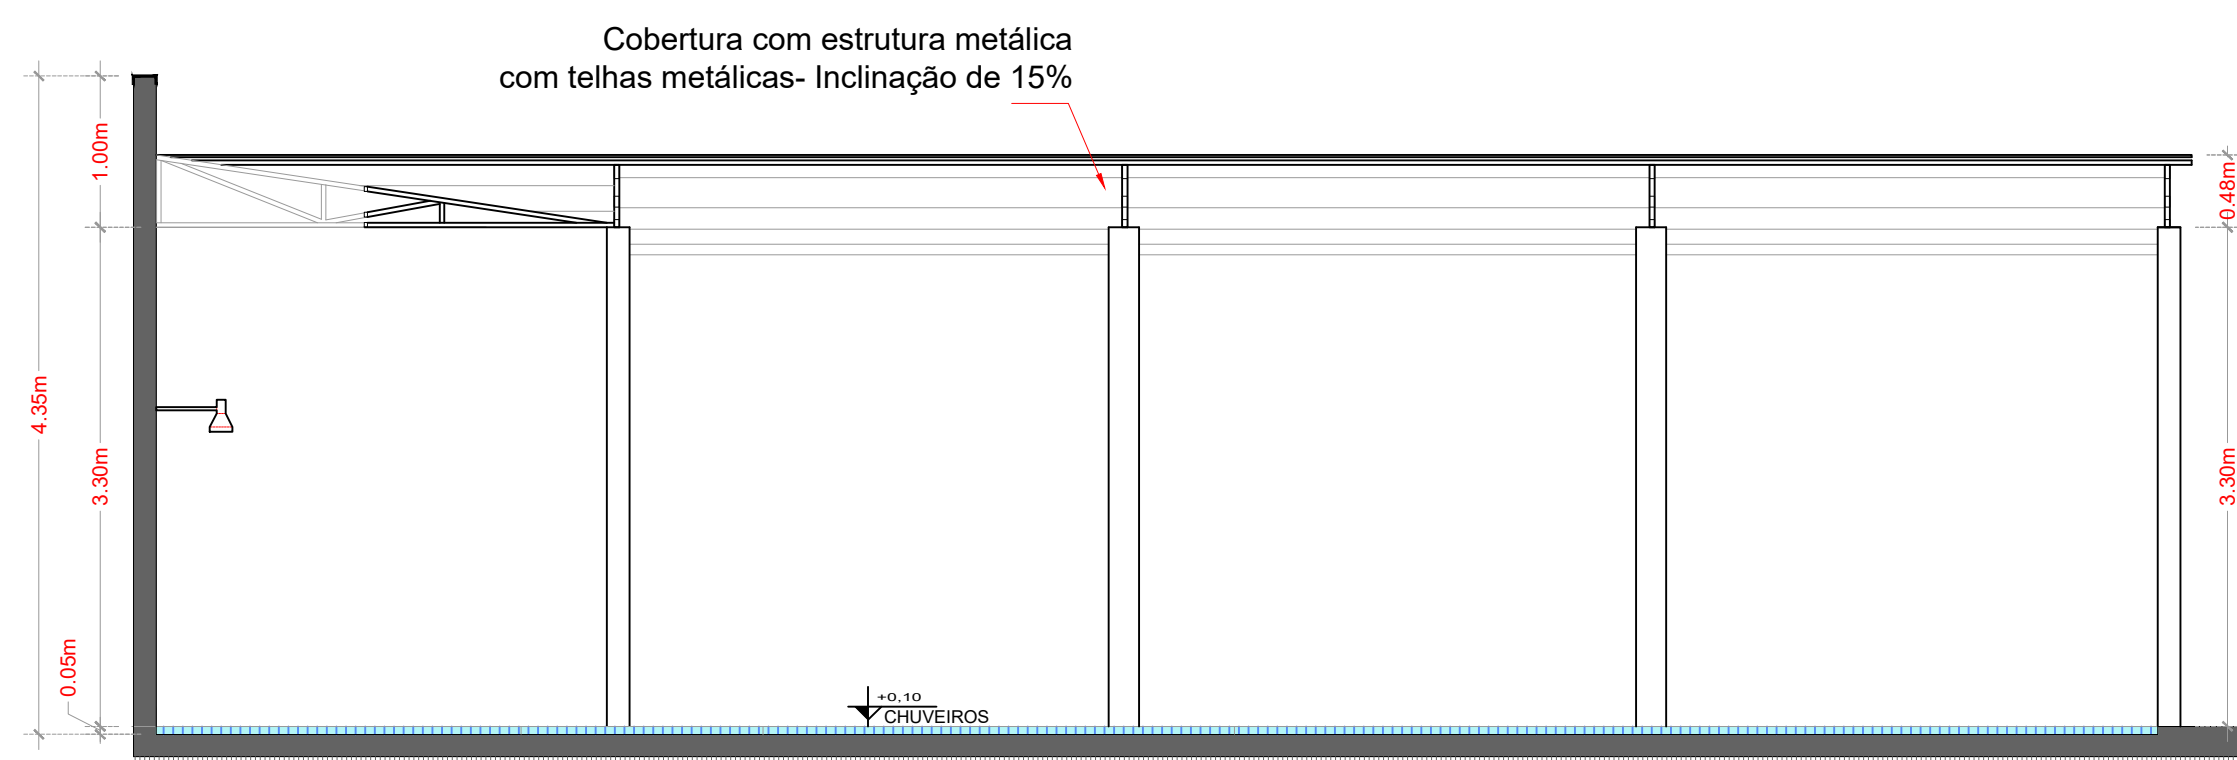 Cobertura com estrutura metálica
com telhas metálicas- Inclinação de 15%
1.00m
0.48m
4.35m
3.30m
3.30m
0.05m
+0,10
CHUVEIROS